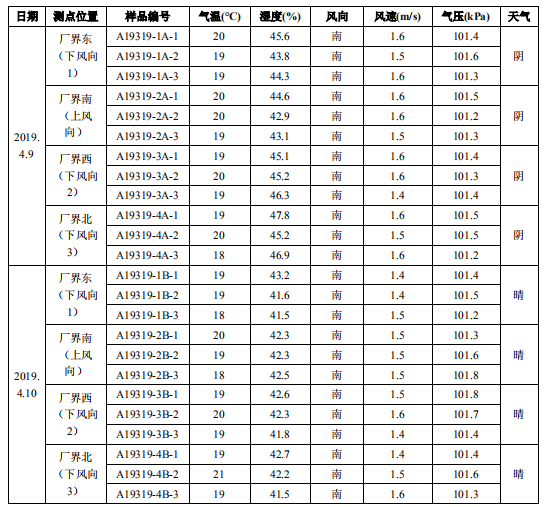 日期 测点位置 样品编号 气温(℃) 湿度(%) 风向 风速(m/s) 气压(kPa) 天气
2019.4.9 厂界东（下风向1） A19319-1A-1 20 45.6 南 1.6 101.4 阴
A19319-1A-2 19 43.8 南 1.5 101.6
A19319-1A-3 19 44.3 南 1.6 101.3
厂界南（上风向） A19319-2A-1 20 44.6 南 1.6 101.5 阴
A19319-2A-2 20 42.9 南 1.6 101.2
A19319-2A-3 19 43.1 南 1.5 101.3
厂界西（下风向2） A19319-3A-1 19 45.1 南 1.6 101.4 阴
A19319-3A-2 20 45.2 南 1.6 101.3
A19319-3A-3 19 46.3 南 1.4 101.4
厂界北（下风向3） A19319-4A-1 19 47.8 南 1.6 101.5 阴
A19319-4A-2 20 45.2 南 1.5 101.5
A19319-4A-3 18 46.9 南 1.6 101.2
2019.4.10 厂界东（下风向1） A19319-1B-1 19 43.2 南 1.4 101.4 晴
A19319-1B-2 19 41.6 南 1.4 101.5
A19319-1B-3 18 41.5 南 1.5 101.2
厂界南（上风向） A19319-2B-1 20 42.3 南 1.5 101.3 晴
A19319-2B-2 19 42.3 南 1.5 101.6
A19319-2B-3 18 42.5 南 1.5 101.8
厂界西（下风向2） A19319-3B-1 19 42.6 南 1.5 101.8 晴
A19319-3B-2 20 42.3 南 1.6 101.7
A19319-3B-3 19 41.8 南 1.4 101.4
厂界北（下风向3） A19319-4B-1 19 42.7 南 1.4 101.4 晴
A19319-4B-2 21 42.2 南 1.5 101.6
A19319-4B-3 19 41.5 南 1.6 101.3